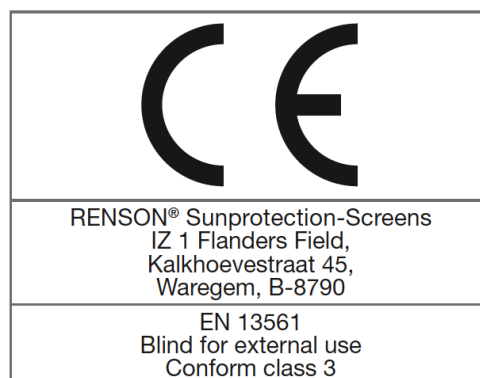 CE
RENSON® Sunprotection-Screens
IZ 1 Flanders Field,
Kalkhoevestraat 45,
Waregem, B-8790
EN 13561
Blind for external use
Conform class 3